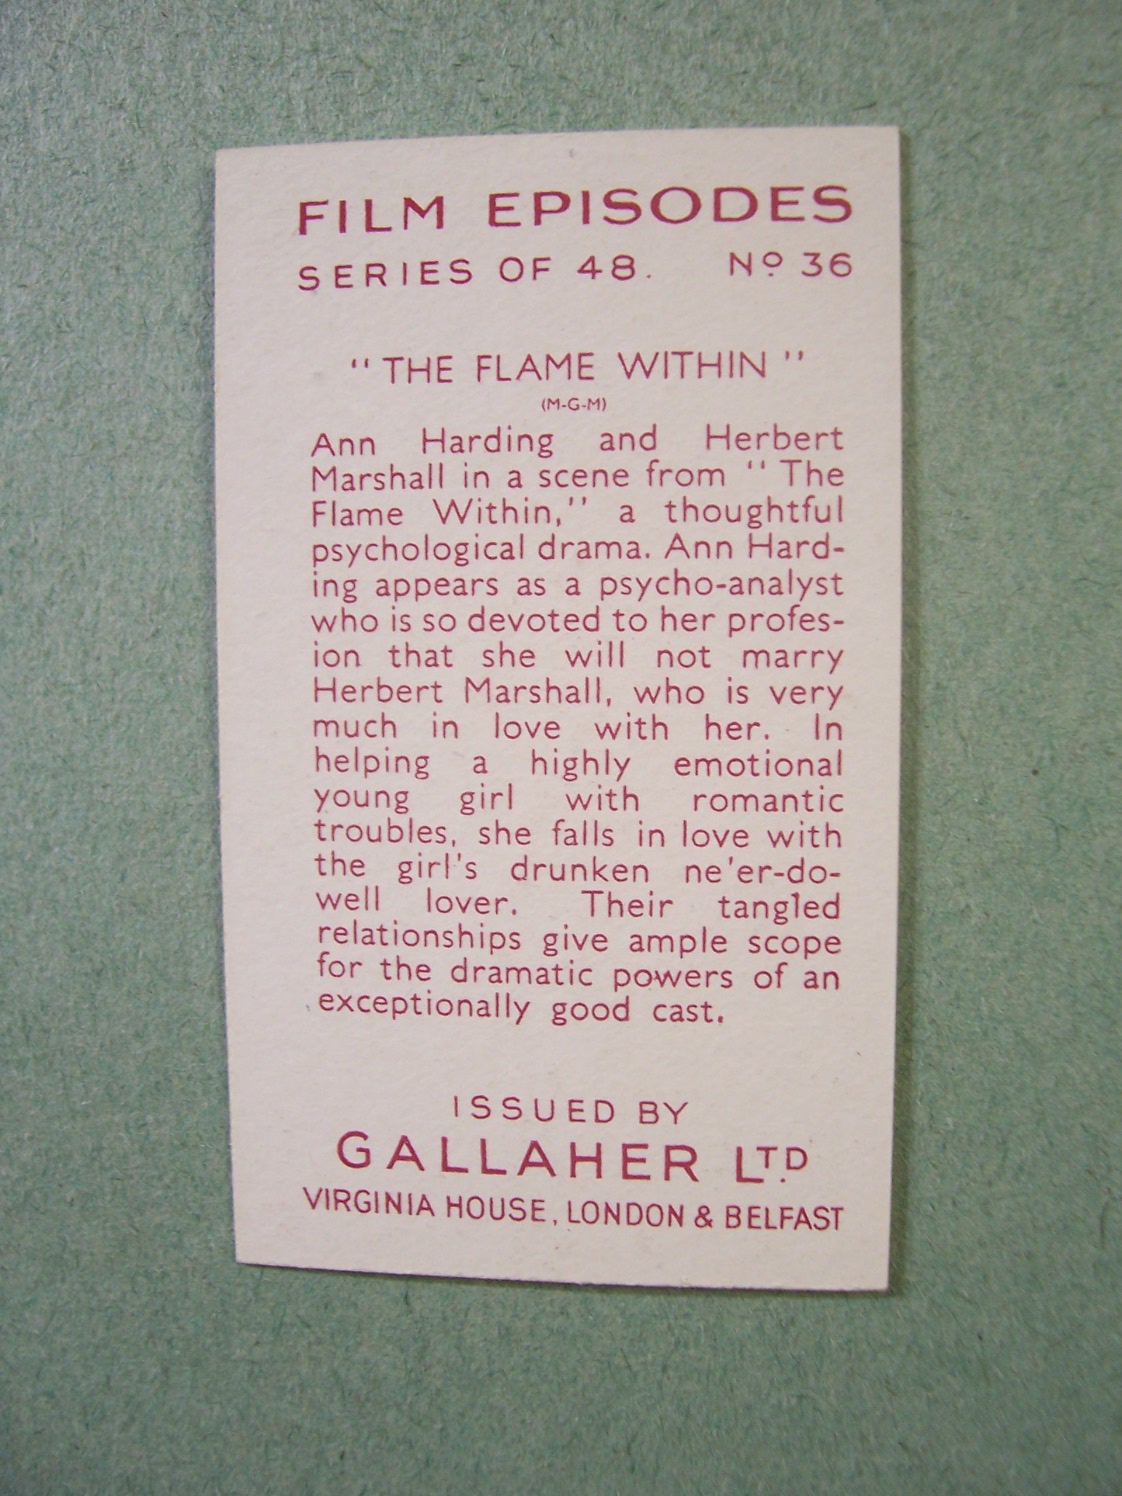 FILM EPISODES
SERIES OF 48. Nº 36
"THE FLAME WITHIN"
(M-G-M)
Ann Harding and Herbert
Marshall in a scene from "The
Flame Within," a thoughtful
psychological drama. Ann Hard-
ing appears as a psycho-analyst
who is so devoted to her profes-
ion that she will not marry
Herbert Marshall, who is very
much in love with her. In
helping a highly emotional
young girl with romantic
troubles, she falls in love with
the girl's drunken ne'er-do-
well lover. Their tangled
relationships give ample scope
for the dramatic powers of an
exceptionally good cast.
ISSUED BY
GALLAHER LTD
VIRGINIA HOUSE, LONDON & BELFAST